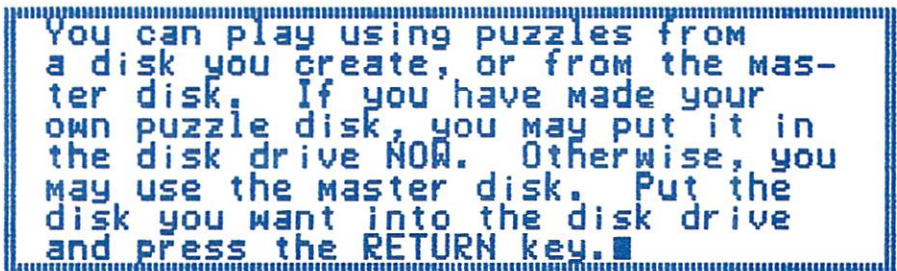 You can play using puzzles from
a disk you create, or from the mas-
ter disk. If you have made your
own puzzle disk, you may put it in
the disk drive NOW. Otherwise, you
may use the master disk. Put the
disk you want into the disk drive
and press the RETURN key.